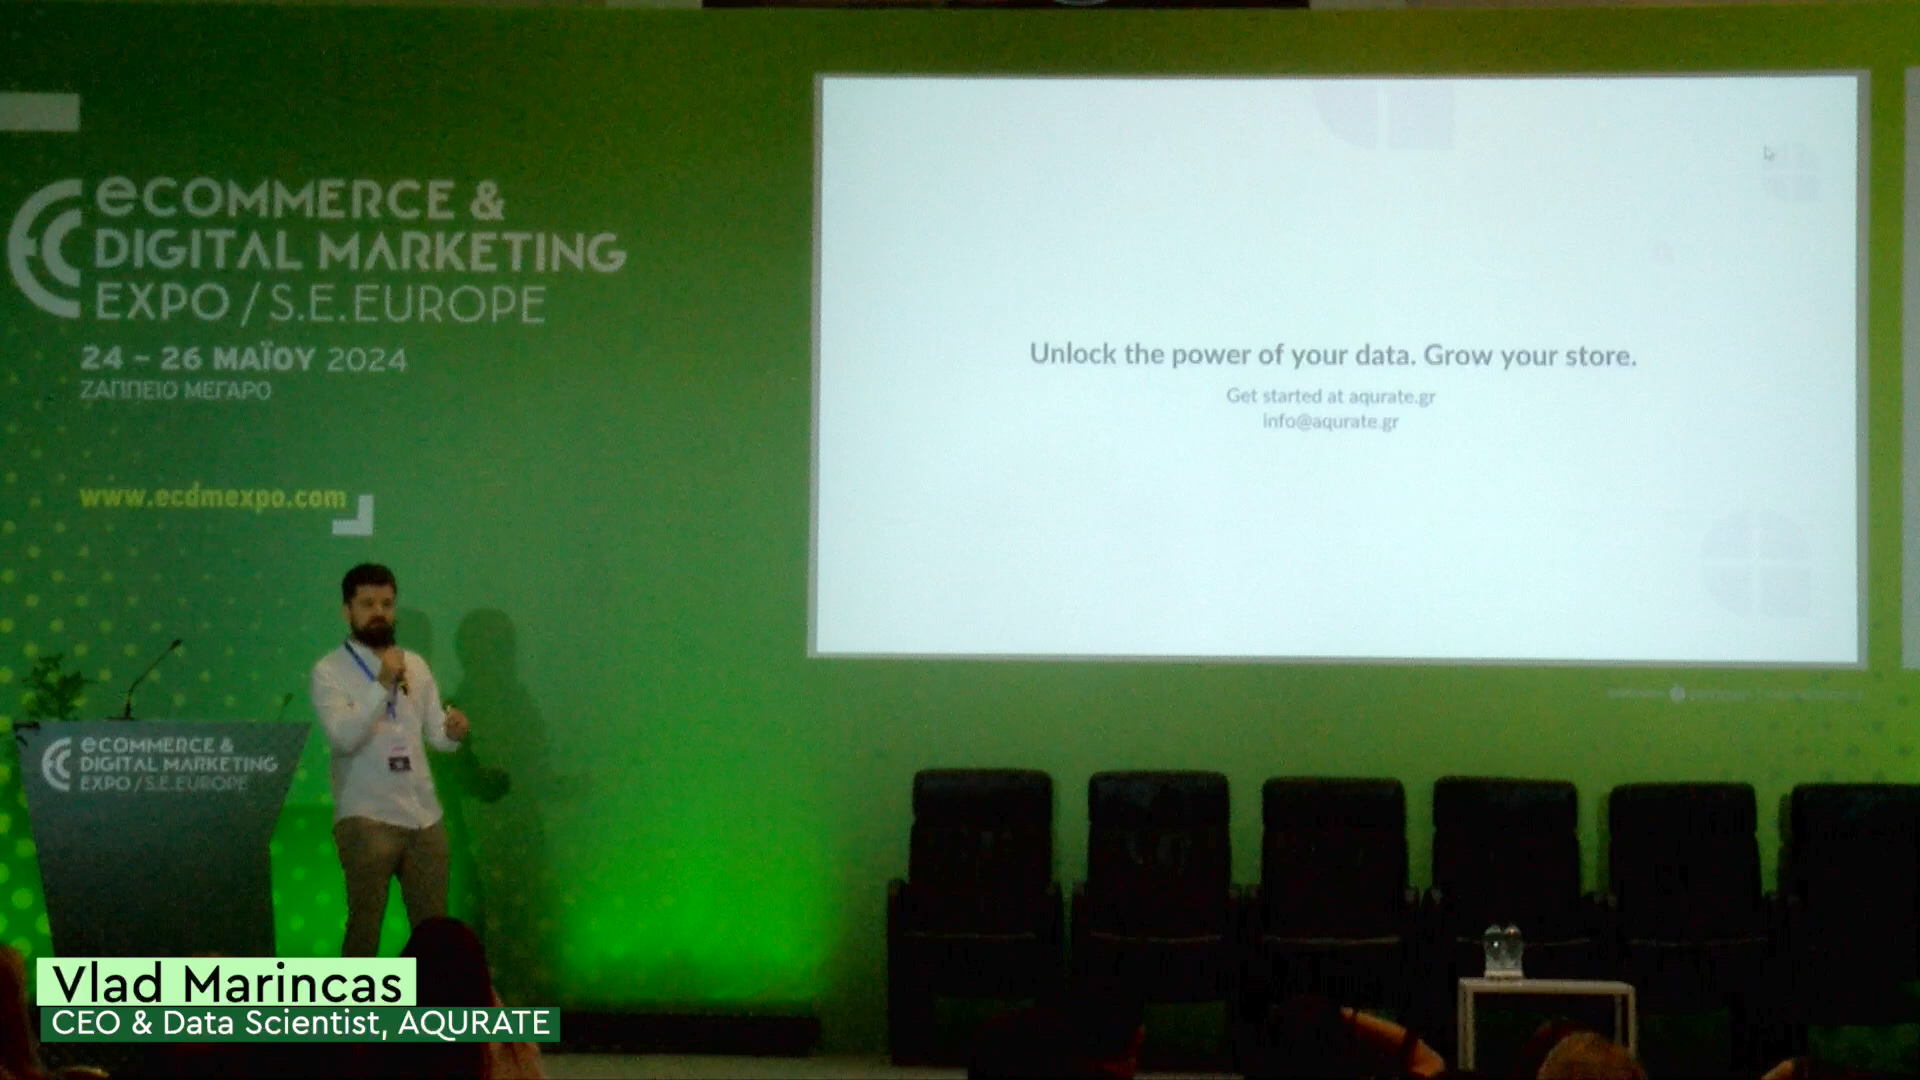 eCOMMERCE &
DIGITAL MARKETING
EXPO / S.E.EUROPE
24 – 26 ΜΑΪΟΥ 2024
ΖΑΠΠΕΙΟ ΜΕΓΑΡΟ
www.ecdmexpo.com
Unlock the power of your data. Grow your store.
Get started at aqurate.gr
info@aqurate.gr
eCOMMERCE &
DIGITAL MARKETING
EXPO / S.E.EUROPE
Vlad Marincas
CEO & Data Scientist, AQURATE